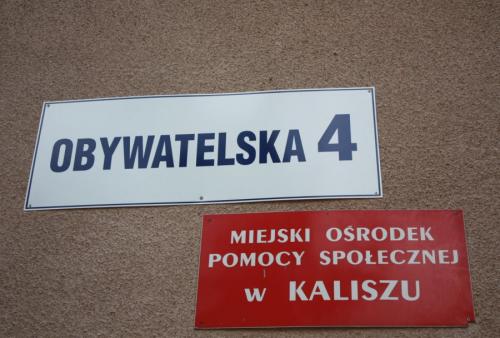 OBYWATELSKA 4
MIEJSKI OŚRODEK
POMOCY SPOŁECZNEJ
w KALISZU